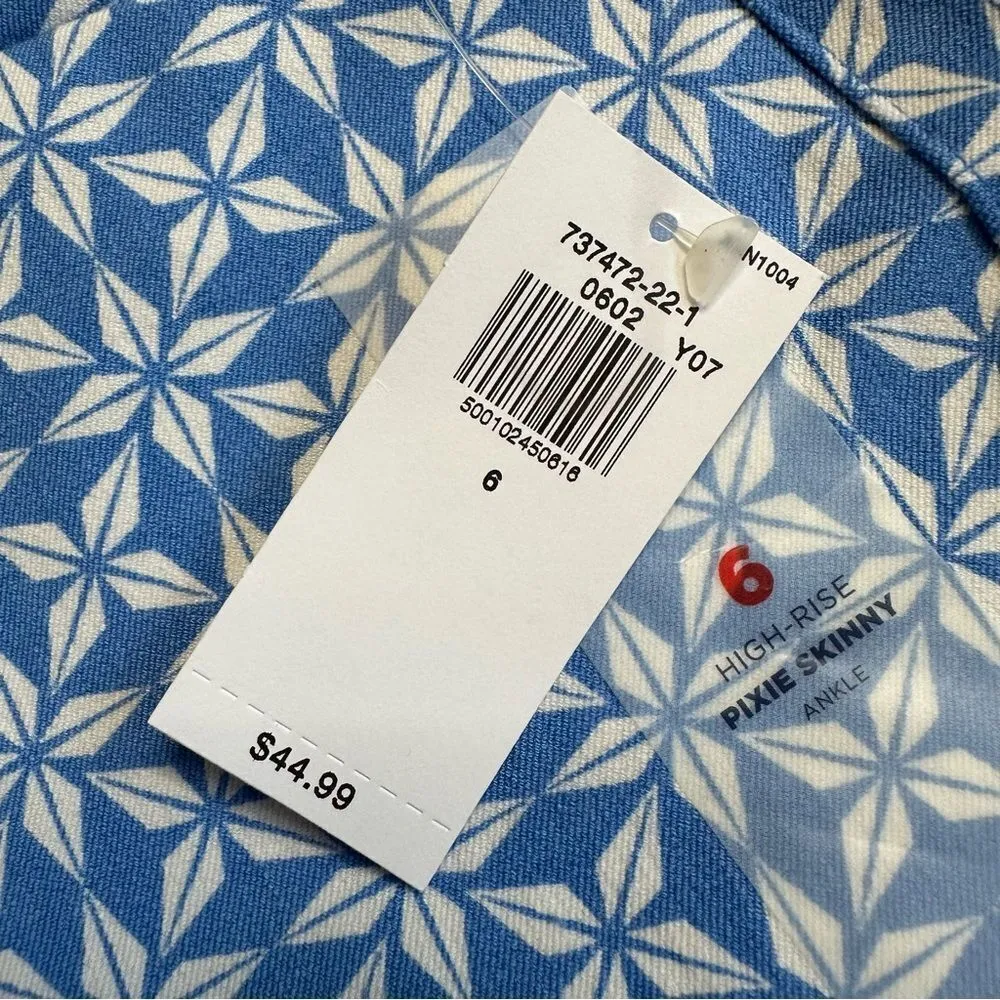 N1004
737472-22-1
0602 Y07
500102450616
6
$44.99
6
HIGH-RISE
PIXIE SKINNY
ANKLE